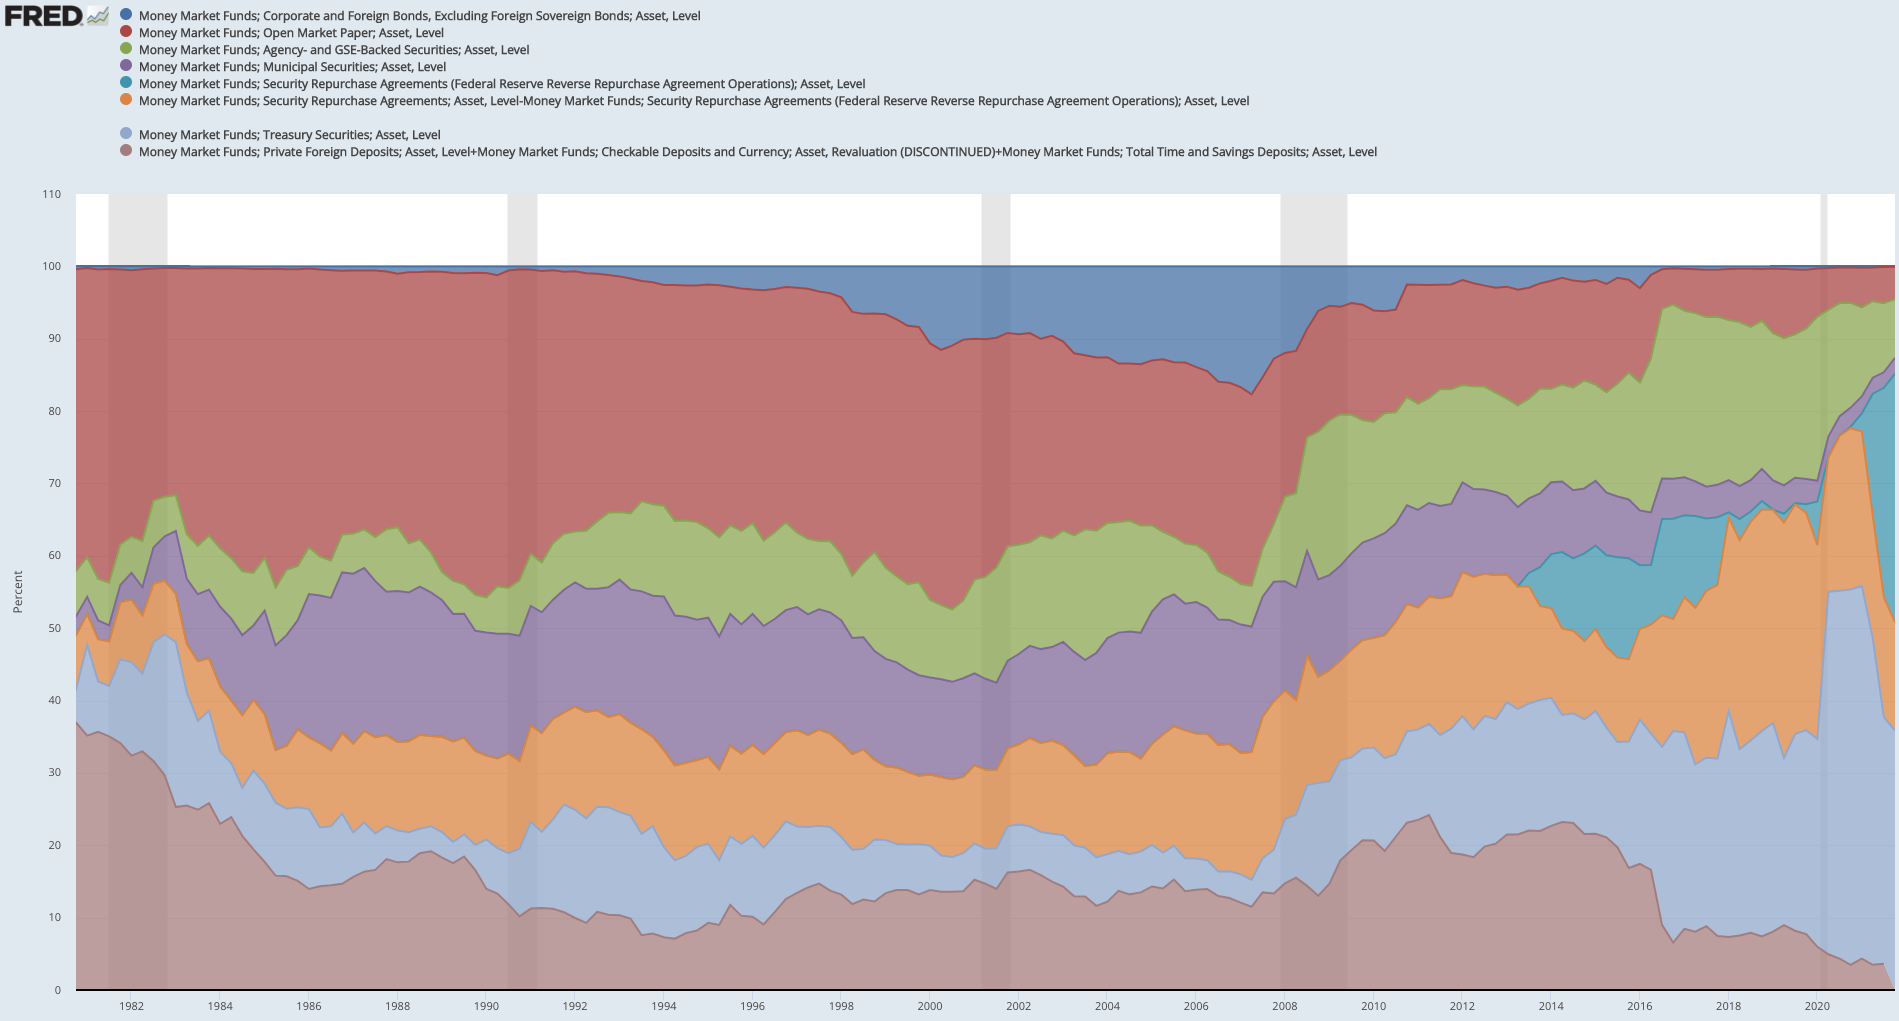 FRED
Money Market Funds; Corporate and Foreign Bonds, Excluding Foreign Sovereign Bonds; Asset, Level
Money Market Funds; Open Market Paper; Asset, Level
Money Market Funds; Agency- and GSE-Backed Securities; Asset, Level
Money Market Funds; Municipal Securities; Asset, Level
Money Market Funds; Security Repurchase Agreements (Federal Reserve Reverse Repurchase Agreement Operations); Asset, Level
Money Market Funds; Security Repurchase Agreements; Asset, Level-Money Market Funds; Security Repurchase Agreements (Federal Reserve Reverse Repurchase Agreement Operations); Asset, Level
Money Market Funds; Treasury Securities; Asset, Level
Money Market Funds; Private Foreign Deposits; Asset, Level+Money Market Funds; Checkable Deposits and Currency; Asset, Revaluation (DISCONTINUED)+Money Market Funds; Total Time and Savings Deposits; Asset, Level
110
100
90
80
70
60
50
40
30
20
10
0
Percent
1982 1984 1986 1988 1990 1992 1994 1996 1998 2000 2002 2004 2006 2008 2010 2012 2014 2016 2018 2020